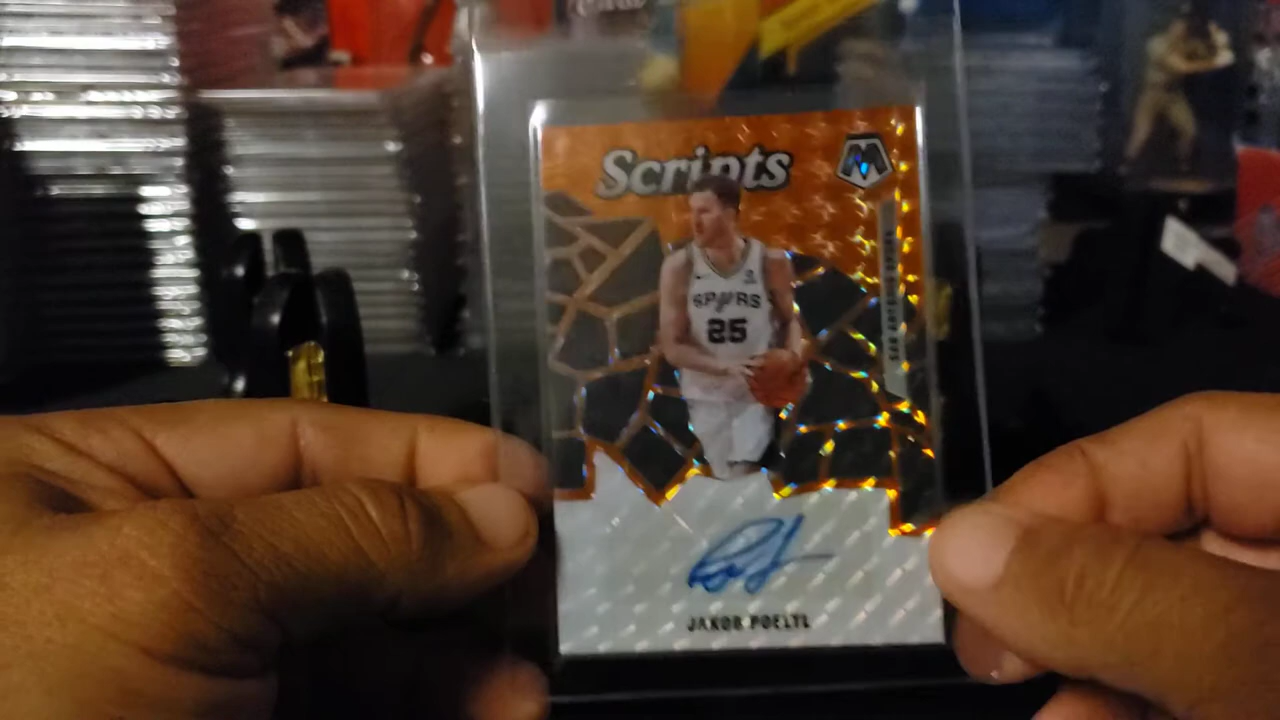 Scripts
SAN ANTONIO SPURS
SPURS
25
JAKOB POELTL